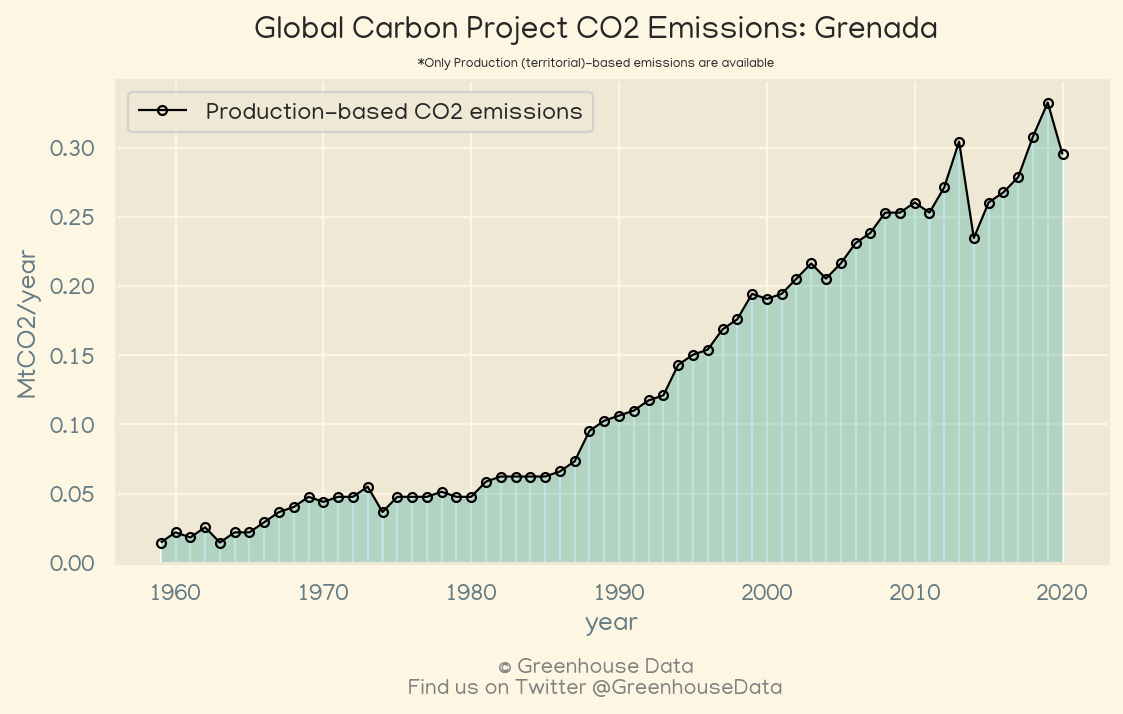 Global Carbon Project CO2 Emissions: Grenada
*Only Production (territorial)-based emissions are available
Production-based CO2 emissions
MtCO2/year
0.30
0.25
0.20
0.15
0.10
0.05
0.00
1960 1970 1980 1990 2000 2010 2020
year
© Greenhouse Data
Find us on Twitter @GreenhouseData